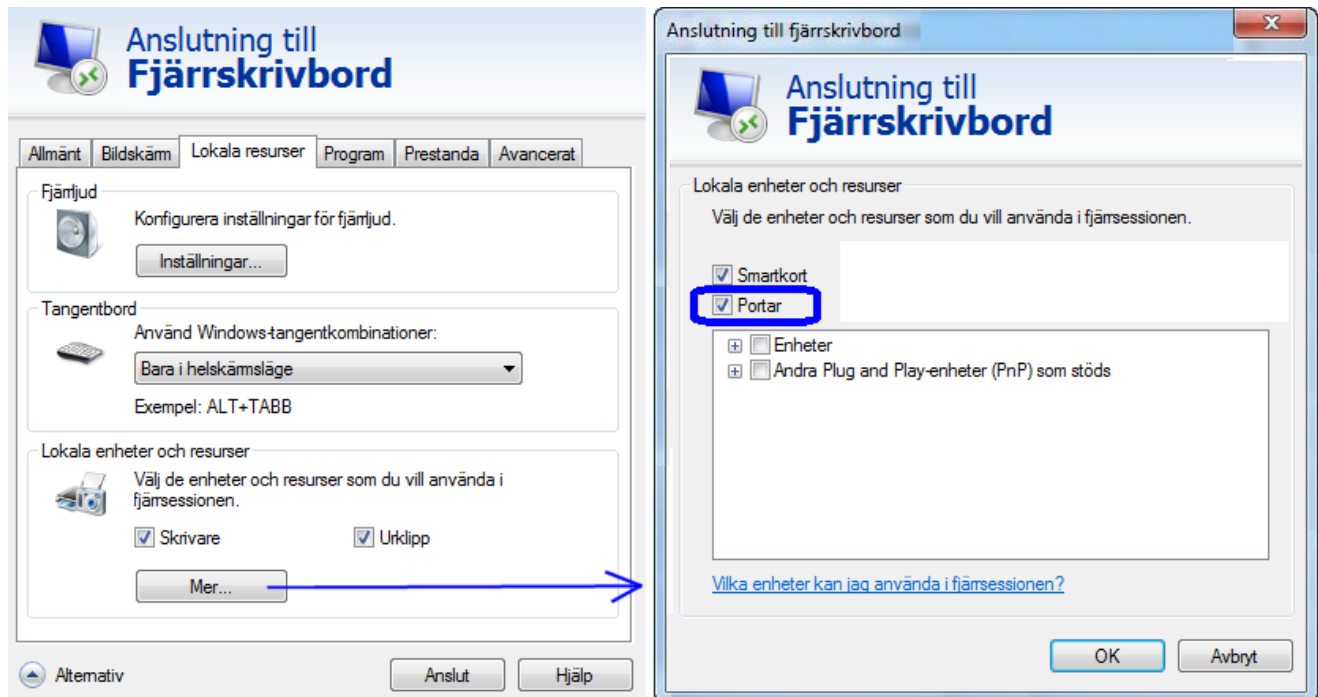 Anslutning till
Fjärrskrivbord
Allmänt Bildskärm Lokala resurser Program Prestanda Avancerat
Fjärrljud
Konfigurera inställningar för fjärrljud.
Inställningar...
Tangentbord
Använd Windows-tangentkombinationer:
Bara i helskärmsläge
Exempel: ALT+TABB
Lokala enheter och resurser
Välj de enheter och resurser som du vill använda i
fjärrsessionen.
Skrivare Urklipp
Mer...
Alternativ Anslut Hjälp
Anslutning till fjärrskrivbord
Anslutning till
Fjärrskrivbord
Lokala enheter och resurser
Välj de enheter och resurser som du vill använda i fjärrsessionen.
Smartkort
Portar
Enheter
Andra Plug and Play-enheter (PnP) som stöds
Vilka enheter kan jag använda i fjärrsessionen?
OK Avbryt